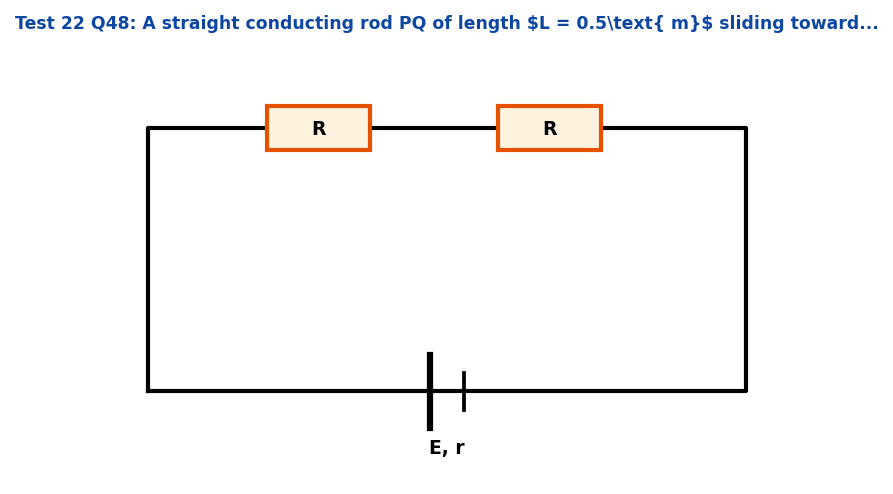 Test 22 Q48: A straight conducting rod PQ of length $L = 0.5\text{ m}$ sliding toward...
R R
E, r